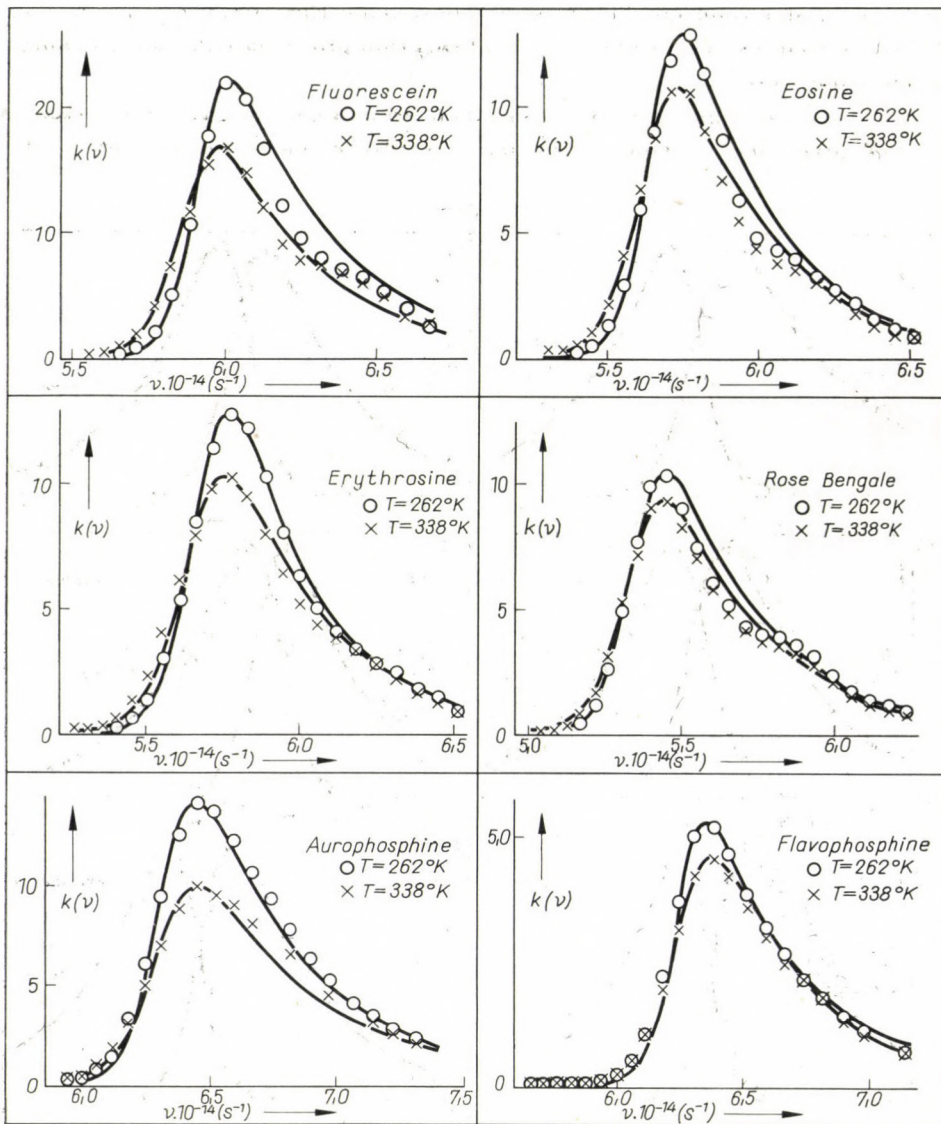 20
10
0
k(ν)
Fluorescein
O T=262°K
× T=338°K
5,5 6,0 6,5
ν.10⁻¹⁴(s⁻¹)
10
5
0
k(ν)
Eosine
O T=262°K
× T=338°K
5,5 6,0 6,5
ν.10⁻¹⁴(s⁻¹)
10
5
0
k(ν)
Erythrosine
O T=262°K
× T=338°K
5,5 6,0 6,5
ν.10⁻¹⁴(s⁻¹)
10
5
0
k(ν)
Rose Bengale
O T=262°K
× T=338°K
5,0 5,5 6,0
ν.10⁻¹⁴(s⁻¹)
10
5
0
k(ν)
Aurophosphine
O T=262°K
× T=338°K
6,0 6,5 7,0 7,5
ν.10⁻¹⁴(s⁻¹)
5,0
0
k(ν)
Flavophosphine
O T=262°K
× T=338°K
6,0 6,5 7,0
ν.10⁻¹⁴(s⁻¹)